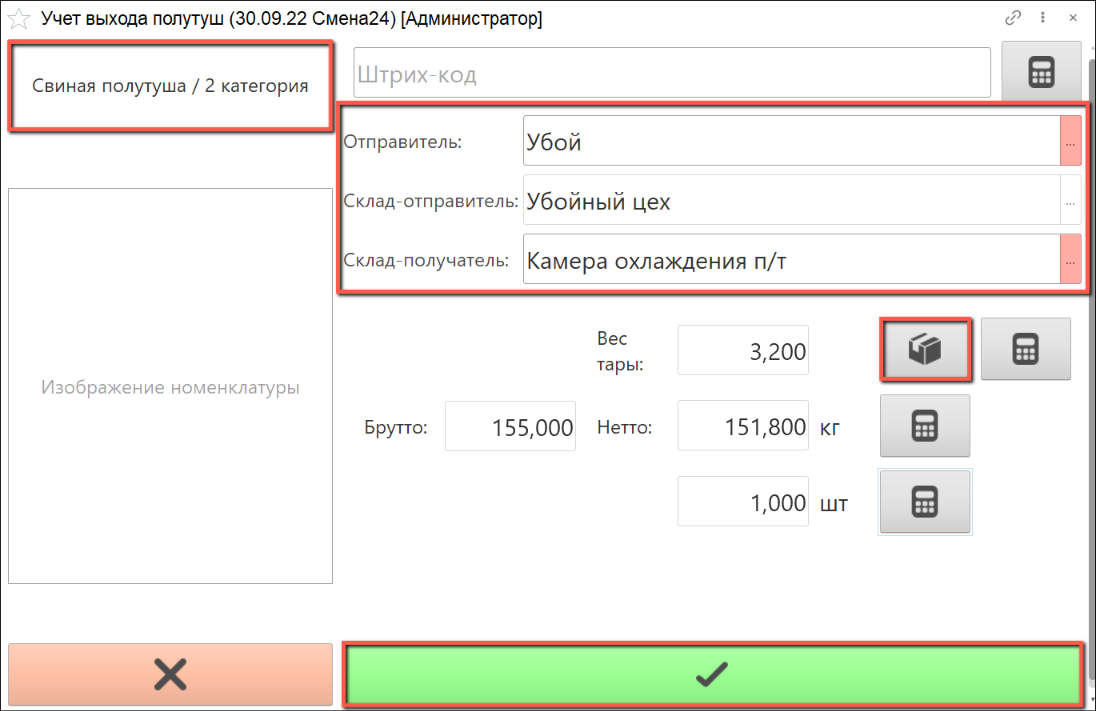 Учет выхода полутуш (30.09.22 Смена24) [Администратор]
Свиная полутуша / 2 категория
Штрих-код
Отправитель: Убой ...
Склад-отправитель: Убойный цех ...
Склад-получатель: Камера охлаждения п/т ...
Изображение номенклатуры
Вес
тары: 3,200
Брутто: 155,000 Нетто: 151,800 кг
1,000 шт